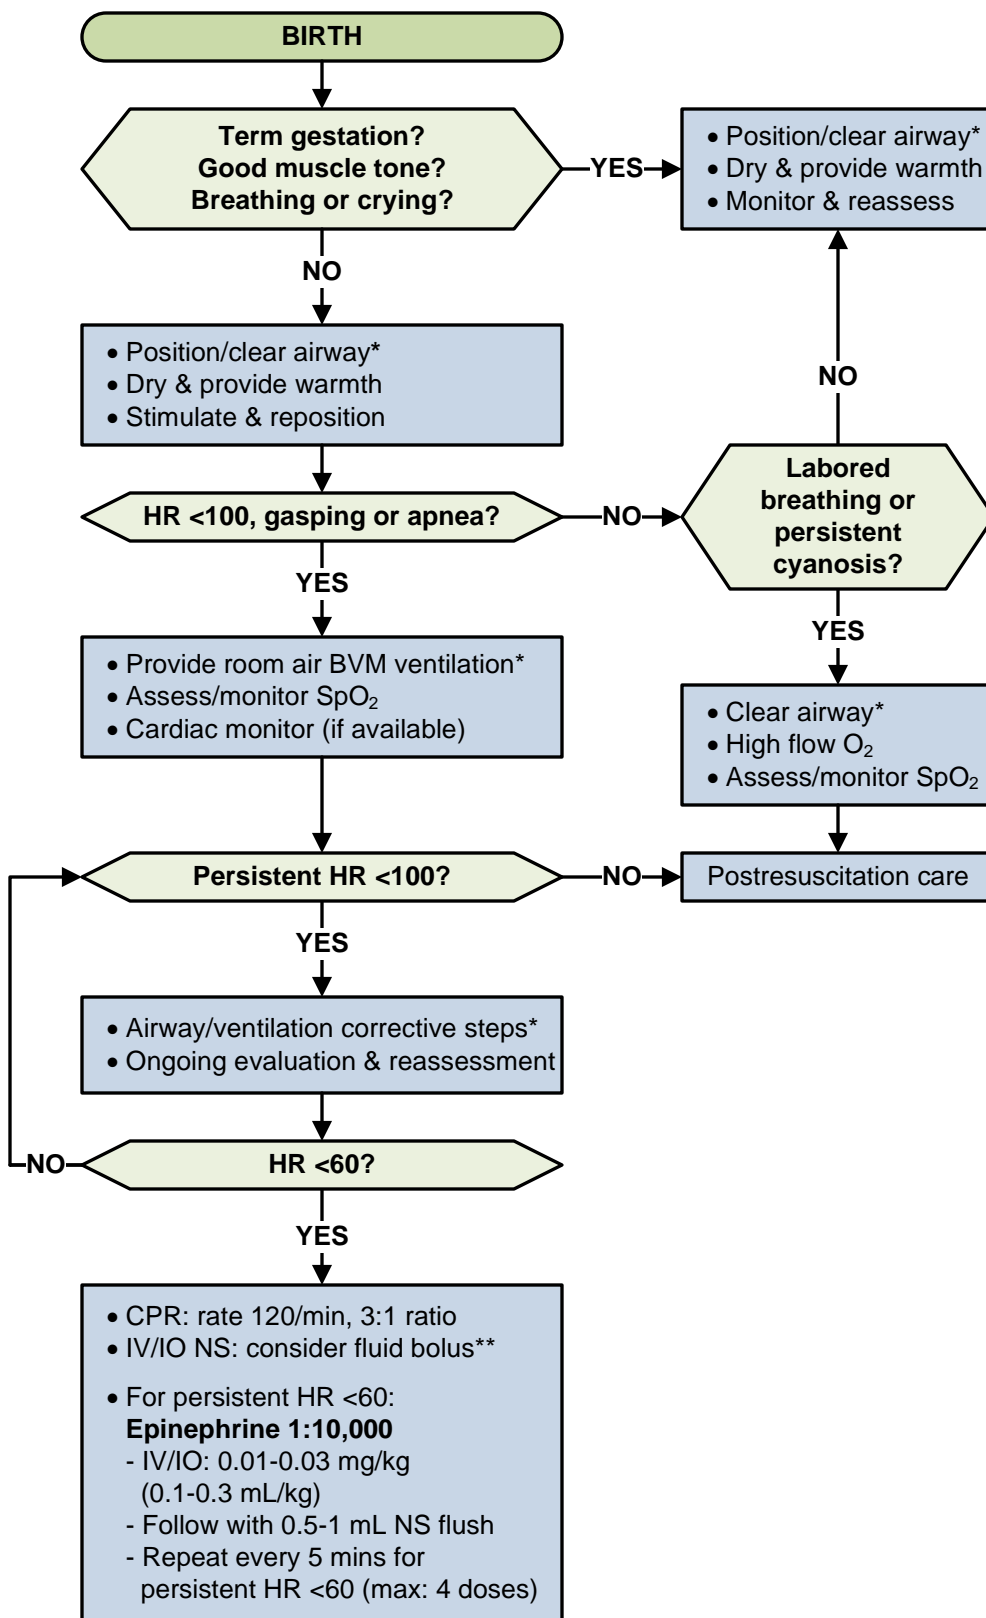 BIRTH
Term gestation?
Good muscle tone?
Breathing or crying?
YES
• Position/clear airway*
• Dry & provide warmth
• Monitor & reassess
NO
• Position/clear airway*
• Dry & provide warmth
• Stimulate & reposition
NO
HR <100, gasping or apnea?
NO
Labored
breathing or
persistent
cyanosis?
YES
YES
• Provide room air BVM ventilation*
• Assess/monitor SpO₂
• Cardiac monitor (if available)
• Clear airway*
• High flow O₂
• Assess/monitor SpO₂
Persistent HR <100?
NO
Postresuscitation care
YES
• Airway/ventilation corrective steps*
• Ongoing evaluation & reassessment
NO
HR <60?
YES
• CPR: rate 120/min, 3:1 ratio
• IV/IO NS: consider fluid bolus**
• For persistent HR <60:
Epinephrine 1:10,000
- IV/IO: 0.01-0.03 mg/kg
(0.1-0.3 mL/kg)
- Follow with 0.5-1 mL NS flush
- Repeat every 5 mins for
persistent HR <60 (max: 4 doses)